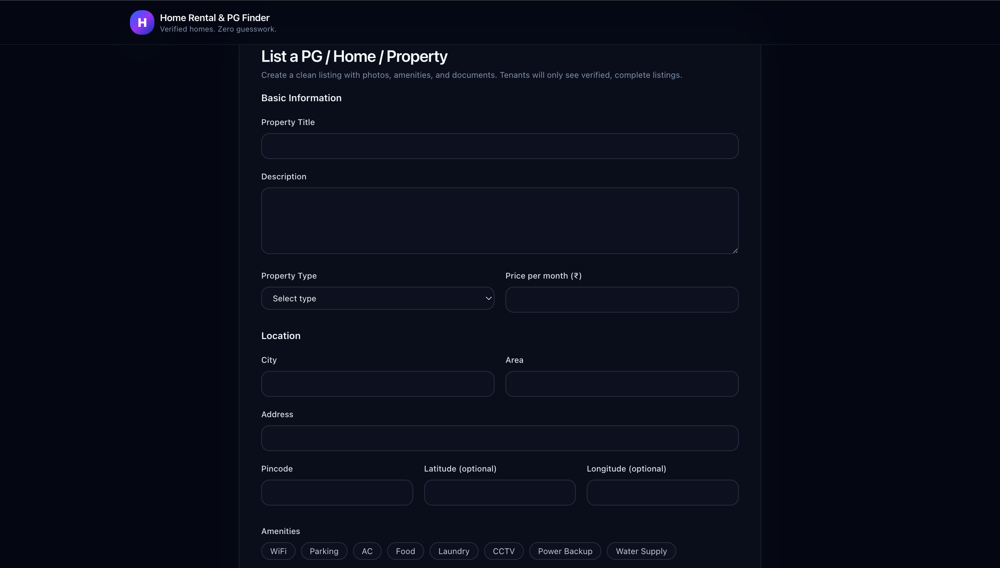 H
Home Rental & PG Finder
Verified homes. Zero guesswork.
List a PG / Home / Property
Create a clean listing with photos, amenities, and documents. Tenants will only see verified, complete listings.
Basic Information
Property Title
Description
Property Type
Price per month (₹)
Select type
Location
City
Area
Address
Pincode
Latitude (optional)
Longitude (optional)
Amenities
WiFi
Parking
AC
Food
Laundry
CCTV
Power Backup
Water Supply